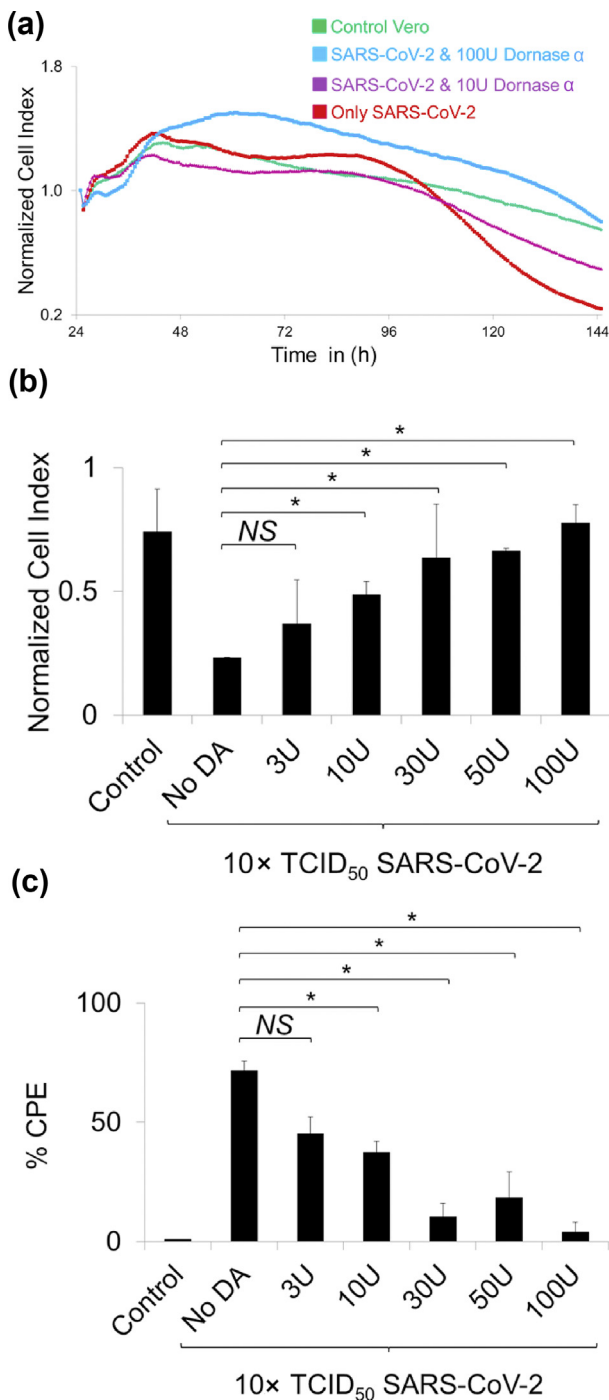 (a)
Control Vero
SARS-CoV-2 & 100U Dornase α
SARS-CoV-2 & 10U Dornase α
Only SARS-CoV-2
Normalized Cell Index
1.8
1.0
0.2
24 48 72 96 120 144
Time in (h)
(b)
Normalized Cell Index
1
0.5
0
*
*
*
*
NS
Control No DA 3U 10U 30U 50U 100U
10× TCID50 SARS-CoV-2
(c)
% CPE
100
50
0
*
*
*
*
NS
Control No DA 3U 10U 30U 50U 100U
10× TCID50 SARS-CoV-2